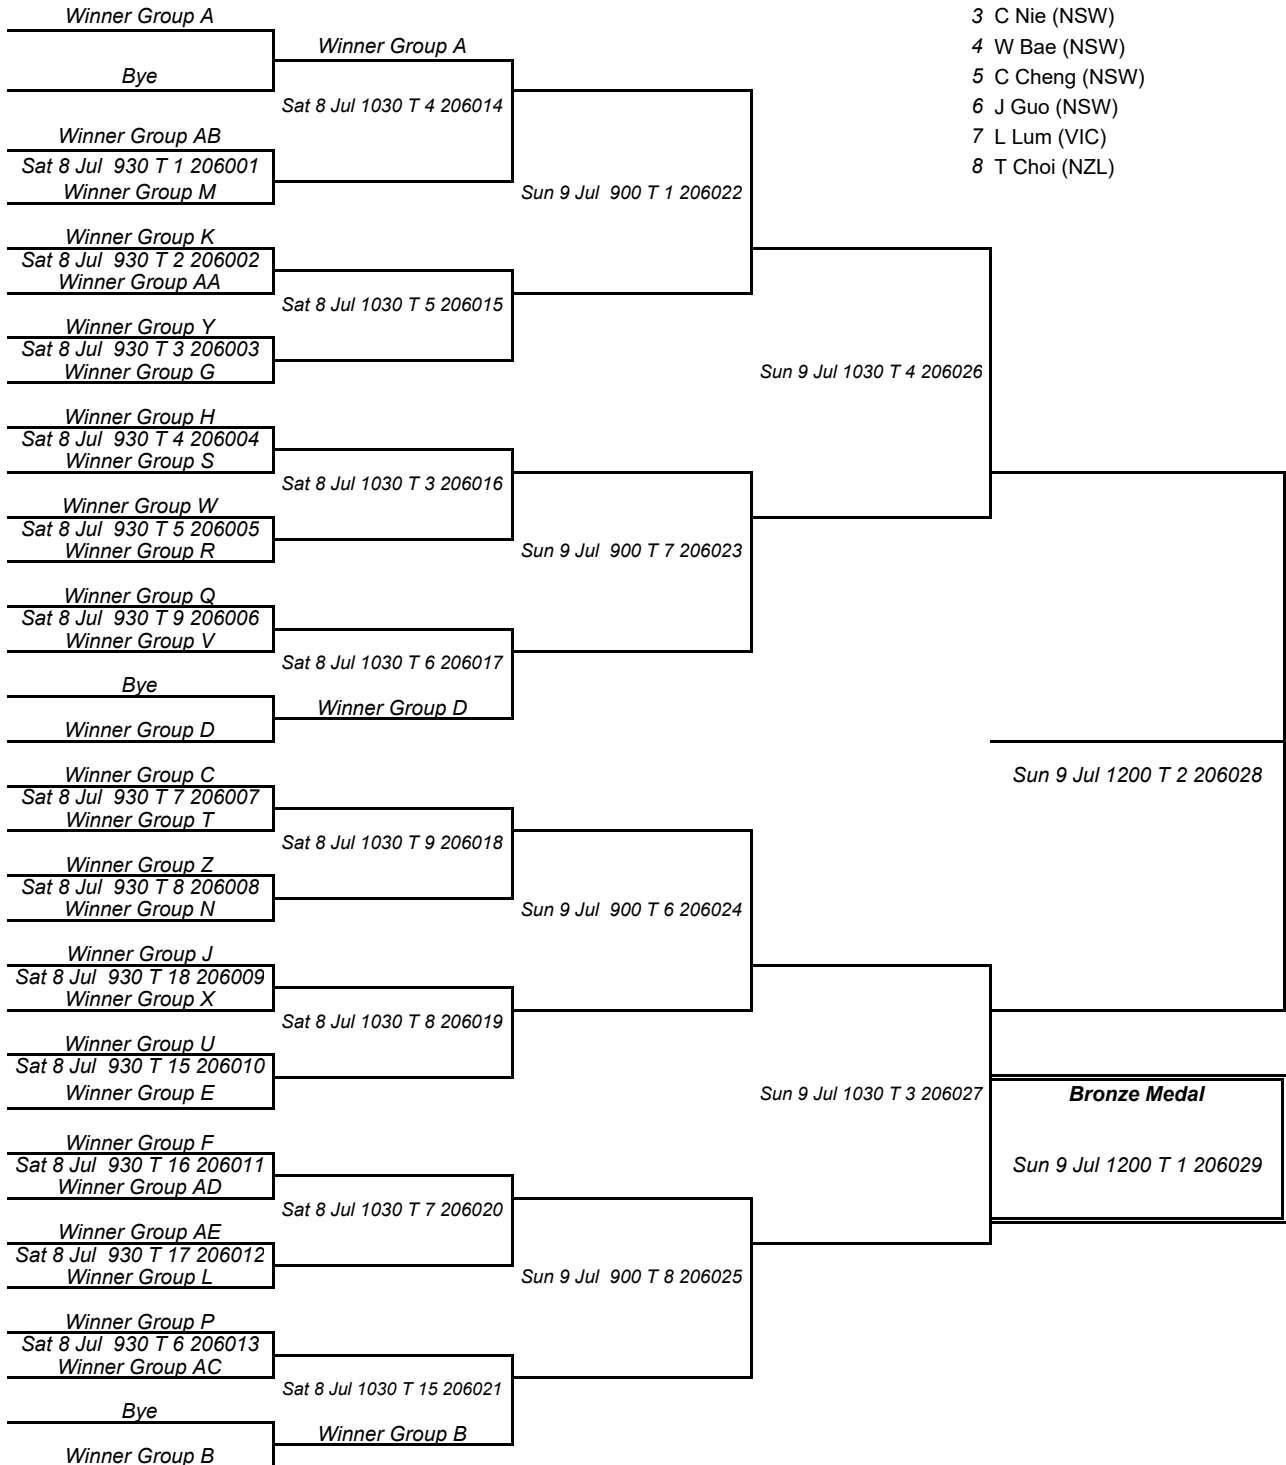 Winner Group A
Bye
Winner Group AB
Sat 8 Jul 930 T 1 206001
Winner Group M
Winner Group K
Sat 8 Jul 930 T 2 206002
Winner Group AA
Winner Group Y
Sat 8 Jul 930 T 3 206003
Winner Group G
Winner Group H
Sat 8 Jul 930 T 4 206004
Winner Group S
Winner Group W
Sat 8 Jul 930 T 5 206005
Winner Group R
Winner Group Q
Sat 8 Jul 930 T 9 206006
Winner Group V
Bye
Winner Group D
Winner Group C
Sat 8 Jul 930 T 7 206007
Winner Group T
Winner Group Z
Sat 8 Jul 930 T 8 206008
Winner Group N
Winner Group J
Sat 8 Jul 930 T 18 206009
Winner Group X
Winner Group U
Sat 8 Jul 930 T 15 206010
Winner Group E
Winner Group F
Sat 8 Jul 930 T 16 206011
Winner Group AD
Winner Group AE
Sat 8 Jul 930 T 17 206012
Winner Group L
Winner Group P
Sat 8 Jul 930 T 6 206013
Winner Group AC
Bye
Winner Group B
Winner Group A
Sat 8 Jul 1030 T 4 206014
Sat 8 Jul 1030 T 5 206015
Sat 8 Jul 1030 T 3 206016
Sat 8 Jul 1030 T 6 206017
Winner Group D
Sat 8 Jul 1030 T 9 206018
Sat 8 Jul 1030 T 8 206019
Sat 8 Jul 1030 T 7 206020
Sat 8 Jul 1030 T 15 206021
Winner Group B
Sun 9 Jul 900 T 1 206022
Sun 9 Jul 900 T 7 206023
Sun 9 Jul 900 T 6 206024
Sun 9 Jul 900 T 8 206025
Sun 9 Jul 1030 T 4 206026
Sun 9 Jul 1030 T 3 206027
3 C Nie (NSW)
4 W Bae (NSW)
5 C Cheng (NSW)
6 J Guo (NSW)
7 L Lum (VIC)
8 T Choi (NZL)
Sun 9 Jul 1200 T 2 206028
Bronze Medal
Sun 9 Jul 1200 T 1 206029